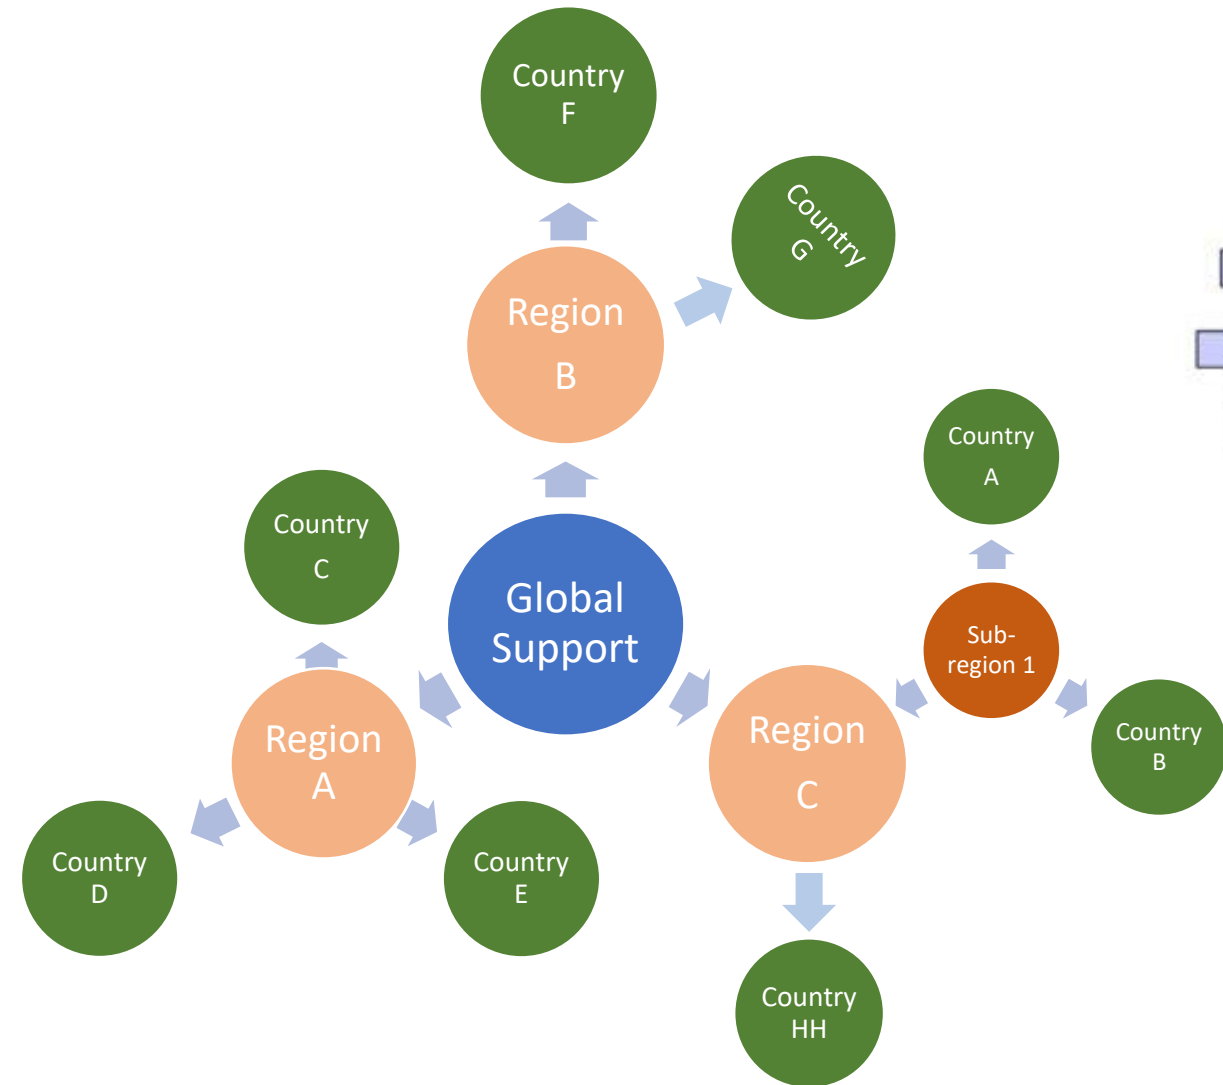 Country
F
Country
G
Region
B
Country
A
Country
C
Global
Support
Sub-
region 1
Region
A
Region
C
Country
B
Country
D
Country
E
Country
HH